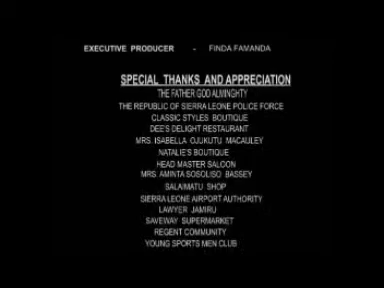 EXECUTIVE PRODUCER - FINDA FAMANDA
SPECIAL THANKS AND APPRECIATION
THE FATHER GOD ALMINGHTY
THE REPUBLIC OF SIERRA LEONE POLICE FORCE
CLASSIC STYLES BOUTIQUE
DEE'S DELIGHT RESTAURANT
MRS. ISABELLA OJUKUTU MACAULEY
NATALIE'S BOUTIQUE
HEAD MASTER SALOON
MRS. AMINTA SOSOLISO BASSEY
SALAIMATU SHOP
SIERRA LEONE AIRPORT AUTHORITY
LAWYER JAMIRU
SAVEWAY SUPERMARKET
REGENT COMMUNITY
YOUNG SPORTS MEN CLUB